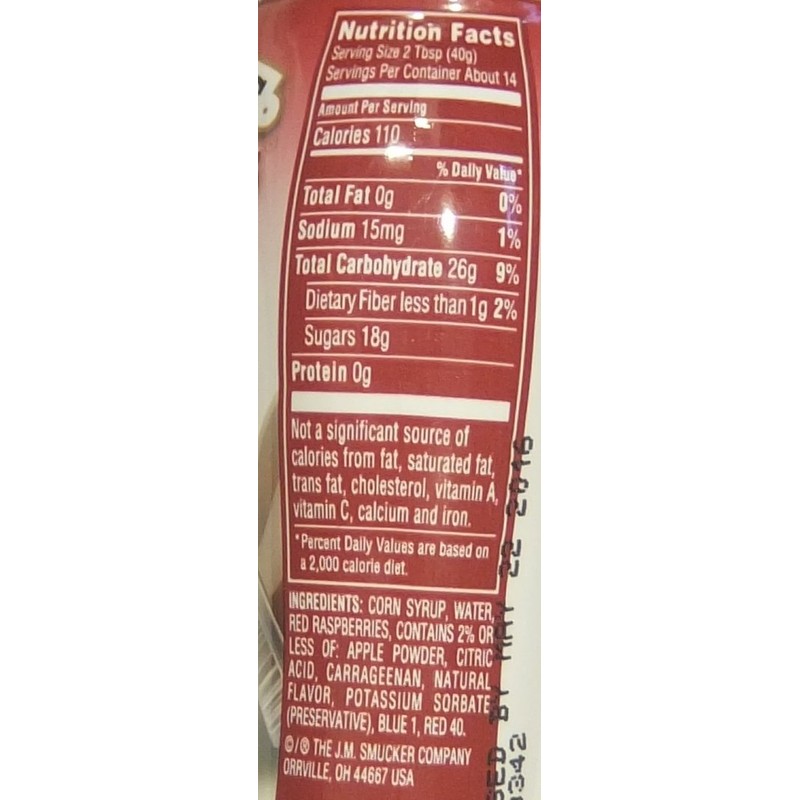 Nutrition Facts
Serving Size 2 Tbsp (40g)
Servings Per Container About 14
Amount Per Serving
Calories 110
% Daily Value*
Total Fat 0g 0%
Sodium 15mg 1%
Total Carbohydrate 26g 9%
Dietary Fiber less than 1g 2%
Sugars 18g
Protein 0g
Not a significant source of
calories from fat, saturated fat,
trans fat, cholesterol, vitamin A,
vitamin C, calcium and iron.
*Percent Daily Values are based on
a 2,000 calorie diet.
INGREDIENTS: CORN SYRUP, WATER,
RED RASPBERRIES, CONTAINS 2% OR
LESS OF: APPLE POWDER, CITRIC
ACID, CARRAGEENAN, NATURAL
FLAVOR, POTASSIUM SORBATE
(PRESERVATIVE), BLUE 1, RED 40.
©/® THE J.M. SMUCKER COMPANY
ORRVILLE, OH 44667 USA
BY MAY 22 2016
3342